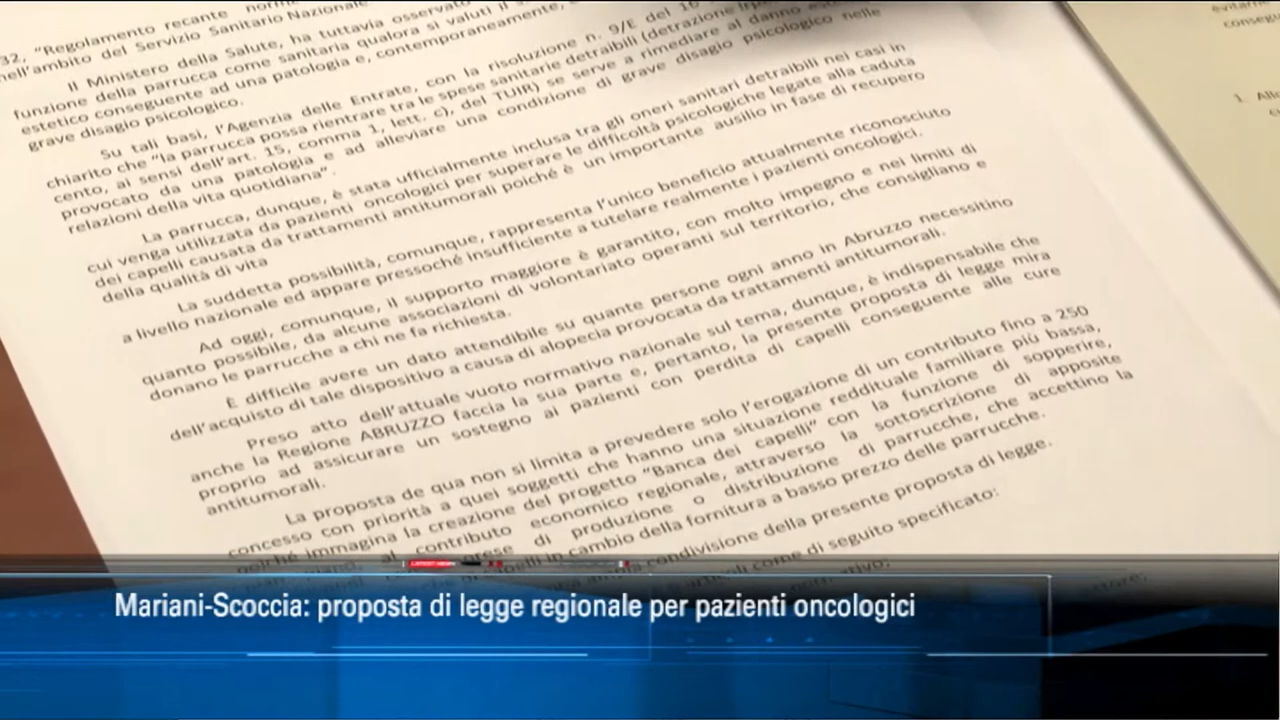 32, "Regolamento recante norme
nell'ambito del Servizio Sanitario Nazionale
Il Ministero della Salute, ha tuttavia osservato
funzione della parrucca come sanitaria qualora si valuti il
estetico conseguente ad una patologia e, contemporaneamente,
grave disagio psicologico.
Su tali basi, l'Agenzia delle Entrate, con la risoluzione n. 9/E del 16
chiarito che "la parrucca possa rientrare tra le spese sanitarie detraibili (detrazione Irpef
cento, ai sensi dell'art. 15, comma 1, lett. c), del TUIR) se serve a rimediare al danno
provocato da una patologia e ad alleviare una condizione di grave disagio psicologico nelle
relazioni della vita quotidiana".
La parrucca, dunque, è stata ufficialmente inclusa tra gli oneri sanitari detraibili nei casi in
cui venga utilizzata da pazienti oncologici per superare le difficoltà psicologiche legate alla caduta
dei capelli causata da trattamenti antitumorali poiché è un importante ausilio in fase di recupero
della qualità di vita
La suddetta possibilità, comunque, rappresenta l'unico beneficio attualmente riconosciuto
a livello nazionale ed appare pressoché insufficiente a tutelare realmente i pazienti oncologici.
Ad oggi, comunque, il supporto maggiore è garantito, con molto impegno e nei limiti di
quanto possibile, da alcune associazioni di volontariato operanti sul territorio, che consigliano e
donano le parrucche a chi ne fa richiesta.
È difficile avere un dato attendibile su quante persone ogni anno in Abruzzo necessitino
dell'acquisto di tale dispositivo a causa di alopecia provocata da trattamenti antitumorali.
Preso atto dell'attuale vuoto normativo nazionale sul tema, dunque, è indispensabile che
anche la Regione ABRUZZO faccia la sua parte e, pertanto, la presente proposta di legge mira
proprio ad assicurare un sostegno ai pazienti con perdita di capelli conseguente alle cure
antitumorali.
La proposta de qua non si limita a prevedere solo l'erogazione di un contributo fino a 250
concesso con priorità a quei soggetti che hanno una situazione reddituale familiare più bassa,
poiché immagina la creazione del progetto "Banca dei capelli" con la funzione di sopperire,
al contributo economico regionale, attraverso la sottoscrizione di apposite
di produzione o distribuzione di parrucche, che accettino la
capelli in cambio della fornitura a basso prezzo delle parrucche.
ampia condivisione della presente proposta di legge.
articoli come di seguito specificato:
1.
LATEST NEWS
Mariani-Scoccia: proposta di legge regionale per pazienti oncologici